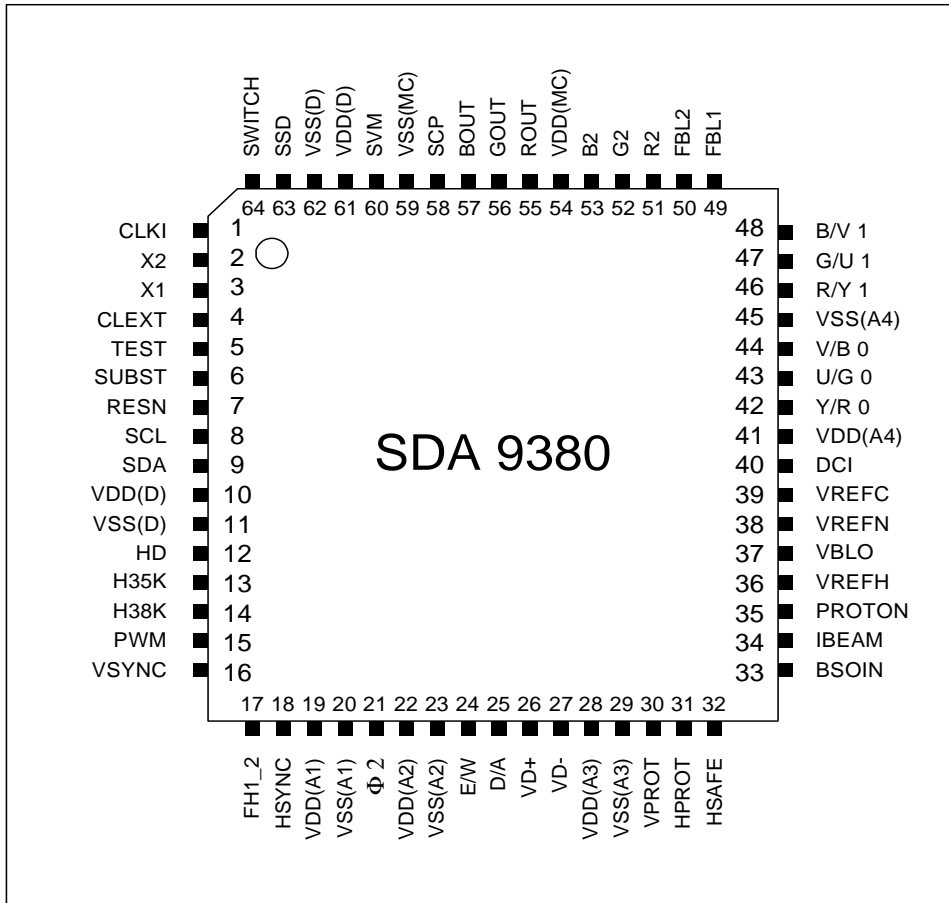 SWITCH SSD VSS(D) VDD(D) SVM VSS(MC) SCP BOUT GOUT ROUT VDD(MC) B2 G2 R2 FBL2 FBL1
64 63 62 61 60 59 58 57 56 55 54 53 52 51 50 49
CLKI 1 48 B/V 1
X2 2 47 G/U 1
X1 3 46 R/Y 1
CLEXT 4 45 VSS(A4)
TEST 5 44 V/B 0
SUBST 6 43 U/G 0
RESN 7 42 Y/R 0
SCL 8 41 VDD(A4)
SDA 9 40 DCI
SDA 9380
VDD(D) 10 39 VREFC
VSS(D) 11 38 VREFN
HD 12 37 VBLO
H35K 13 36 VREFH
H38K 14 35 PROTON
PWM 15 34 IBEAM
VSYNC 16 33 BSOIN
17 18 19 20 21 22 23 24 25 26 27 28 29 30 31 32
FH1_2 HSYNC VDD(A1) VSS(A1) Φ 2 VDD(A2) VSS(A2) E/W D/A VD+ VD- VDD(A3) VSS(A3) VPROT HPROT HSAFE